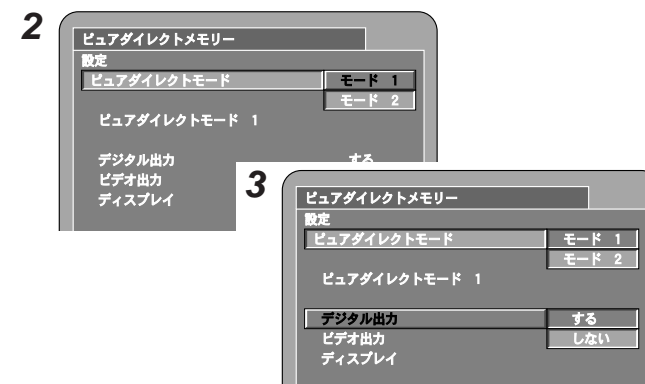 2
ピュアダイレクトメモリー
設定
ピュアダイレクトモード モード 1
モード 2
ピュアダイレクトモード 1
デジタル出力 する
ビデオ出力
ディスプレイ
3
ピュアダイレクトメモリー
設定
ピュアダイレクトモード モード 1
モード 2
ピュアダイレクトモード 1
デジタル出力 する
ビデオ出力 しない
ディスプレイ